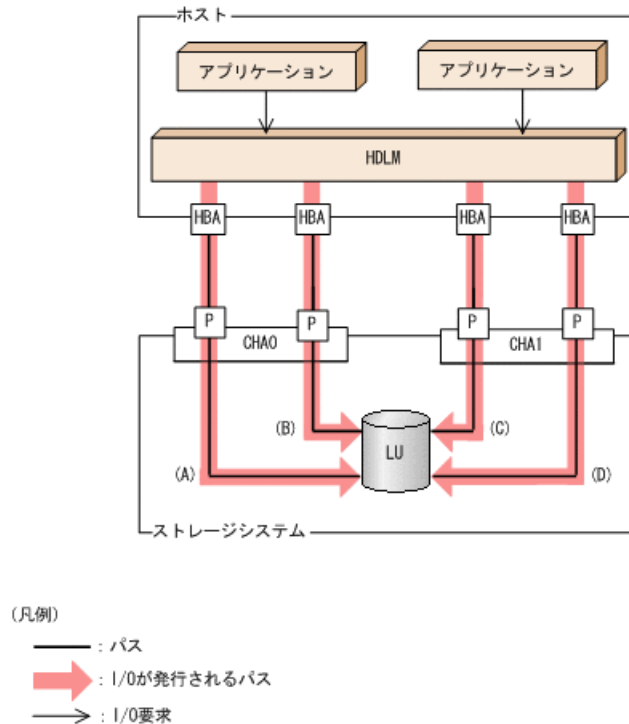 ホスト
アプリケーション
アプリケーション
HDLM
HBA
HBA
HBA
HBA
P
P
P
P
CHA0
CHA1
(B)
(C)
LU
(A)
(D)
ストレージシステム
(凡例)
: パス
: I/Oが発行されるパス
: I/O要求